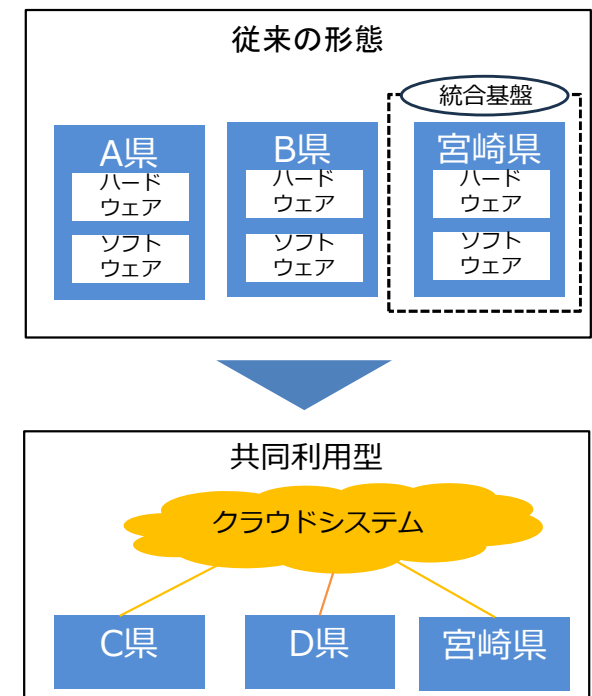 従来の形態
統合基盤
A県
ハード
ウェア
ソフト
ウェア
B県
ハード
ウェア
ソフト
ウェア
宮崎県
ハード
ウェア
ソフト
ウェア
共同利用型
クラウドシステム
C県
D県
宮崎県